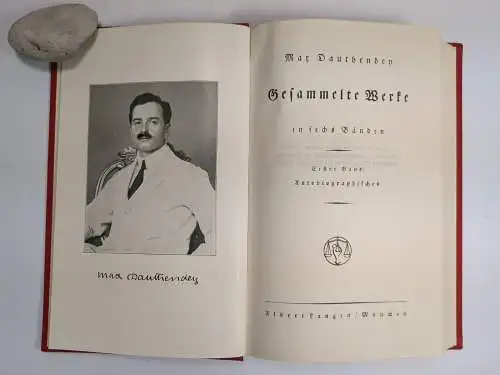 Max Dauthendey
Max Dauthendey
Gesammelte Werke
in sechs Bänden
Erster Band:
Autobiographisches
Albert Langen / München